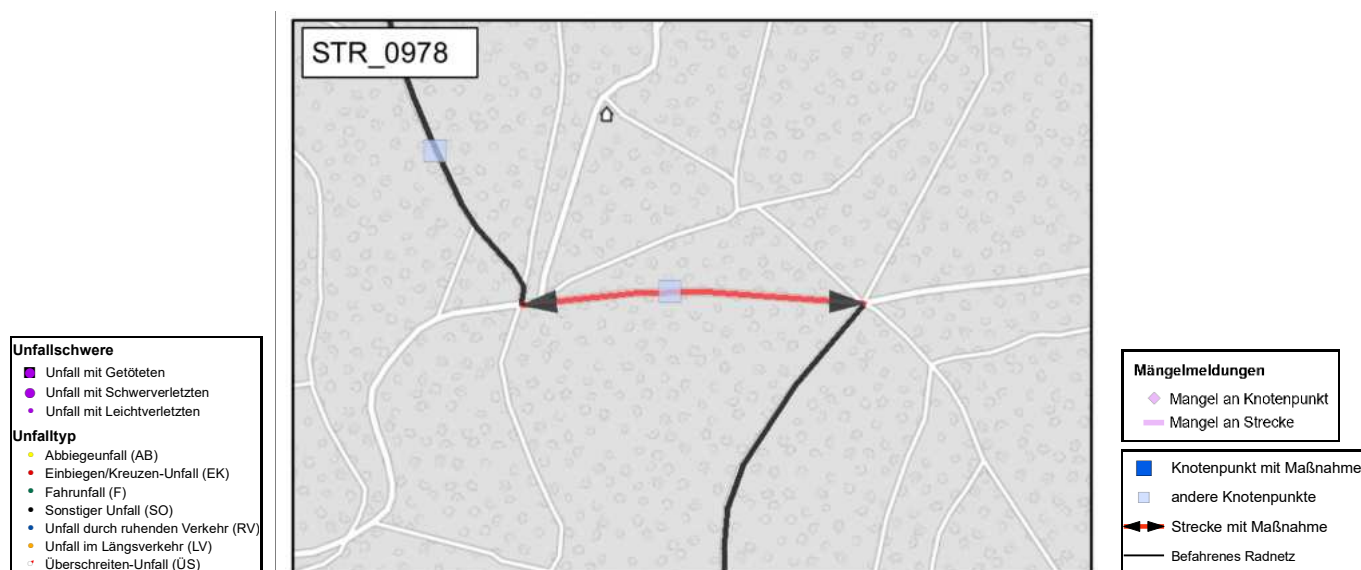 STR_0978
Unfallschwere
Unfall mit Getöteten
Unfall mit Schwerverletzten
Unfall mit Leichtverletzten
Unfalltyp
Abbiegeunfall (AB)
Einbiegen/Kreuzen-Unfall (EK)
Fahrunfall (F)
Sonstiger Unfall (SO)
Unfall durch ruhenden Verkehr (RV)
Unfall im Längsverkehr (LV)
Überschreiten-Unfall (ÜS)
Mängelmeldungen
Mangel an Knotenpunkt
Mangel an Strecke
Knotenpunkt mit Maßnahme
andere Knotenpunkte
Strecke mit Maßnahme
Befahrenes Radnetz